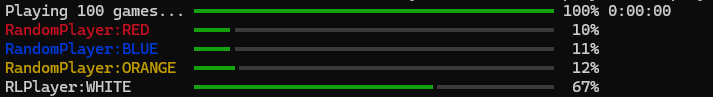 Playing 100 games... 100% 0:00:00
RandomPlayer:RED 10%
RandomPlayer:BLUE 11%
RandomPlayer:ORANGE 12%
RLPlayer:WHITE 67%